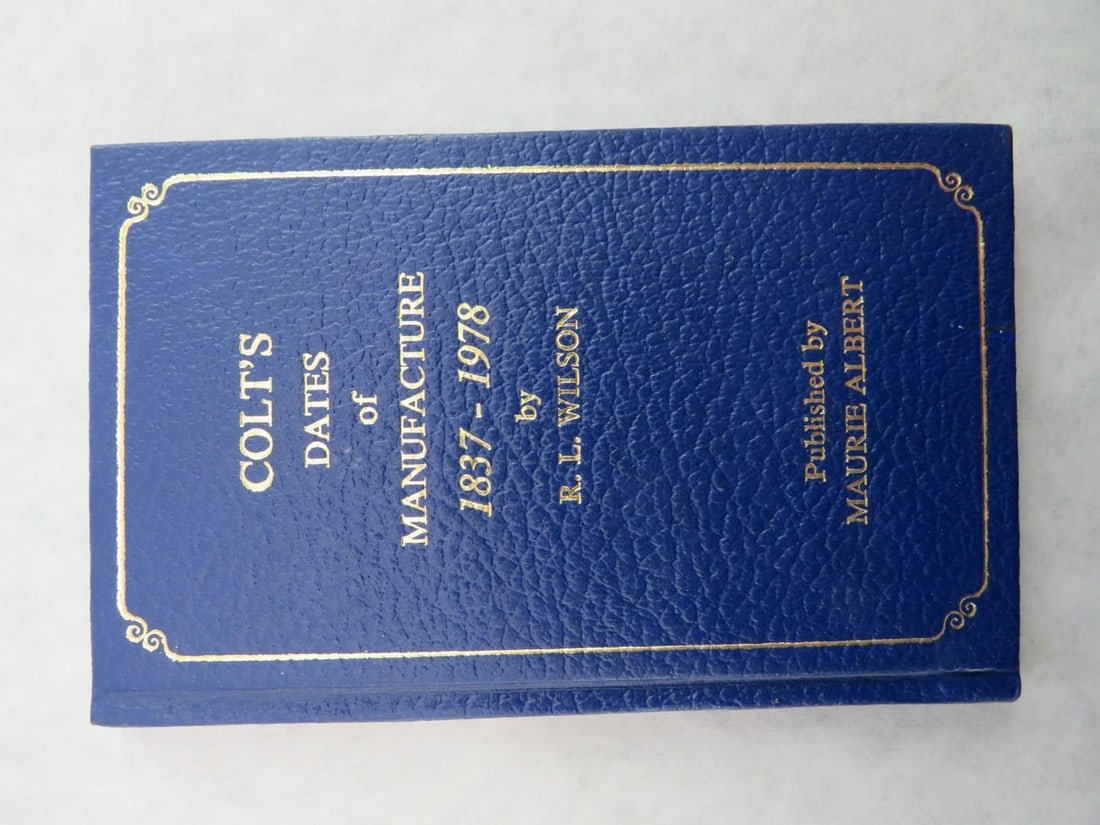 COLT'S
DATES
of
MANUFACTURE
1837 - 1978
by
R. L. WILSON
Published by
MAURIE ALBERT